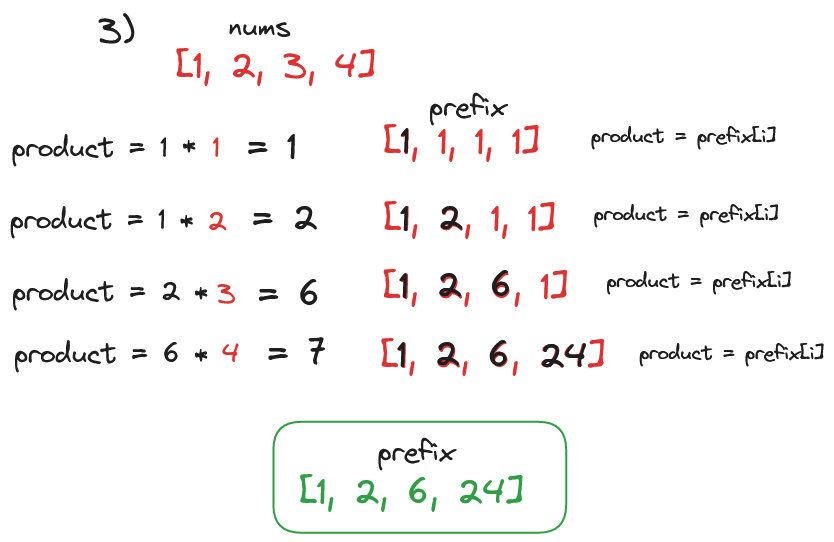 3) nums
[1, 2, 3, 4]
prefix
product = 1 * 1 = 1 [1, 1, 1, 1] product = prefix[i]
product = 1 * 2 = 2 [1, 2, 1, 1] product = prefix[i]
product = 2 * 3 = 6 [1, 2, 6, 1] product = prefix[i]
product = 6 * 4 = 7 [1, 2, 6, 24] product = prefix[i]
prefix
[1, 2, 6, 24]